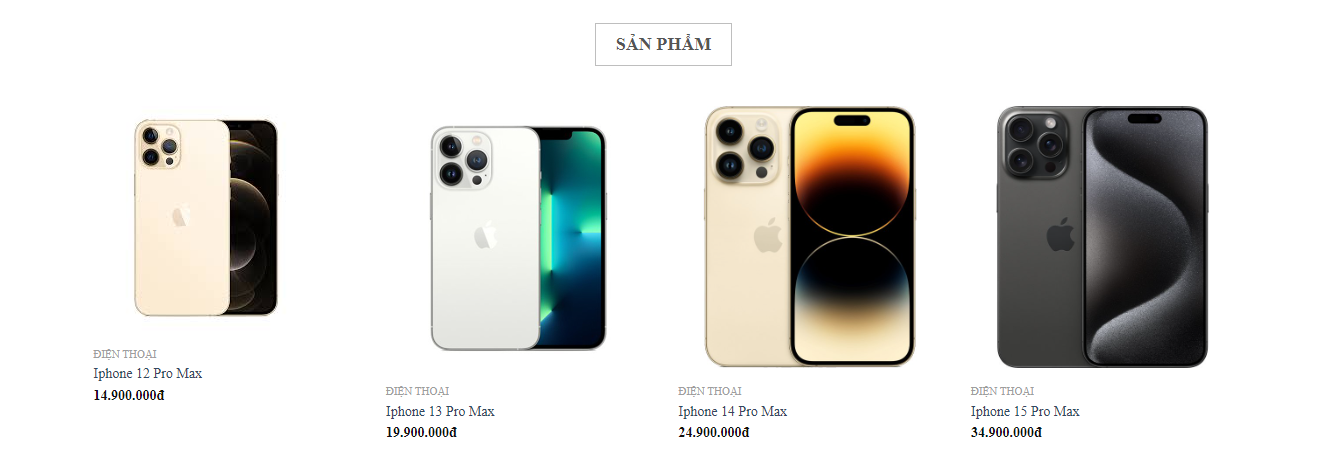 SẢN PHẨM
ĐIỆN THOẠI
Iphone 12 Pro Max
14.900.000đ
ĐIỆN THOẠI
Iphone 13 Pro Max
19.900.000đ
ĐIỆN THOẠI
Iphone 14 Pro Max
24.900.000đ
ĐIỆN THOẠI
Iphone 15 Pro Max
34.900.000đ